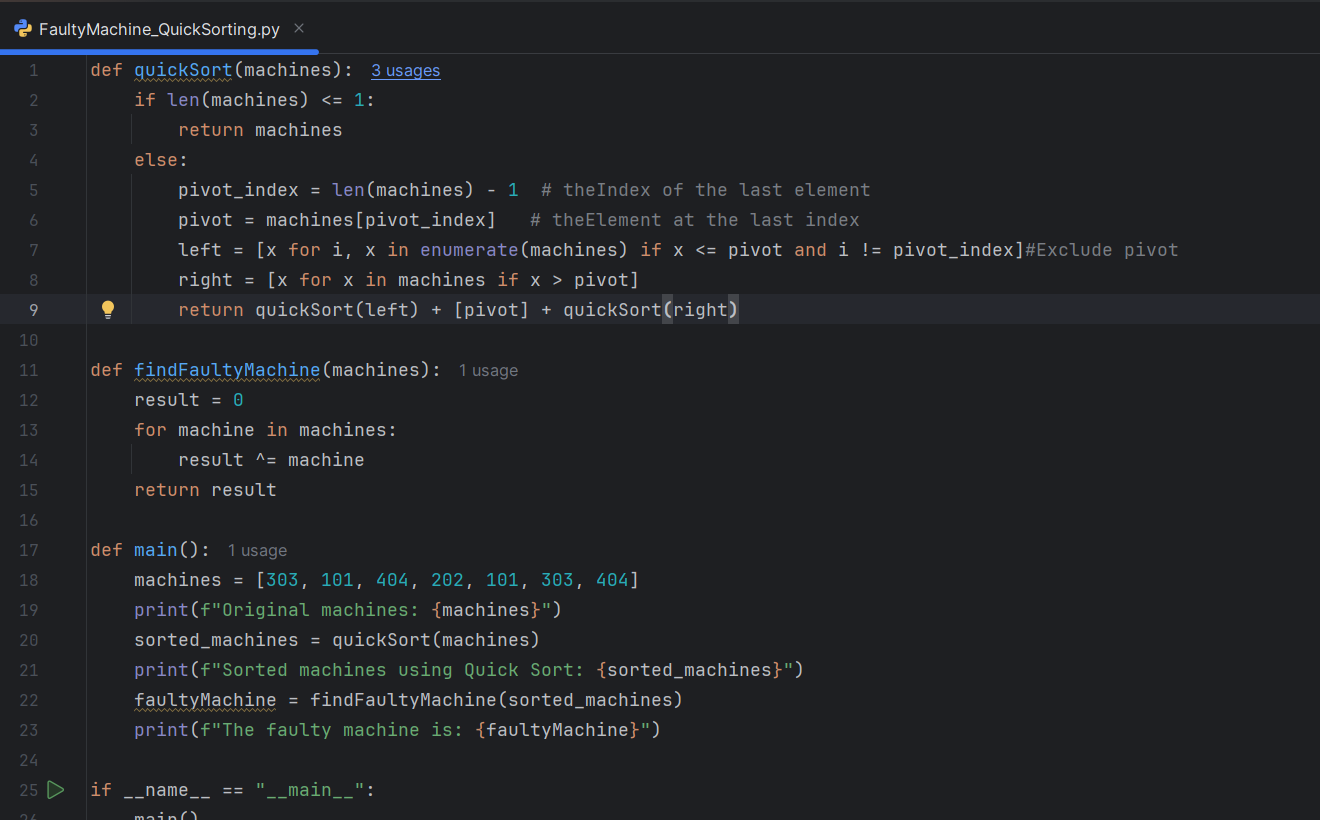 FaultyMachine_QuickSorting.py ×
1 def quickSort(machines): 3 usages
2     if len(machines) <= 1:
3         return machines
4     else:
5         pivot_index = len(machines) - 1  # theIndex of the last element
6         pivot = machines[pivot_index]   # theElement at the last index
7         left = [x for i, x in enumerate(machines) if x <= pivot and i != pivot_index]#Exclude pivot
8         right = [x for x in machines if x > pivot]
9         return quickSort(left) + [pivot] + quickSort(right)
10
11 def findFaultyMachine(machines): 1 usage
12     result = 0
13     for machine in machines:
14         result ^= machine
15     return result
16
17 def main(): 1 usage
18     machines = [303, 101, 404, 202, 101, 303, 404]
19     print(f"Original machines: {machines}")
20     sorted_machines = quickSort(machines)
21     print(f"Sorted machines using Quick Sort: {sorted_machines}")
22     faultyMachine = findFaultyMachine(sorted_machines)
23     print(f"The faulty machine is: {faultyMachine}")
24
25 if __name__ == "__main__":
26     main()